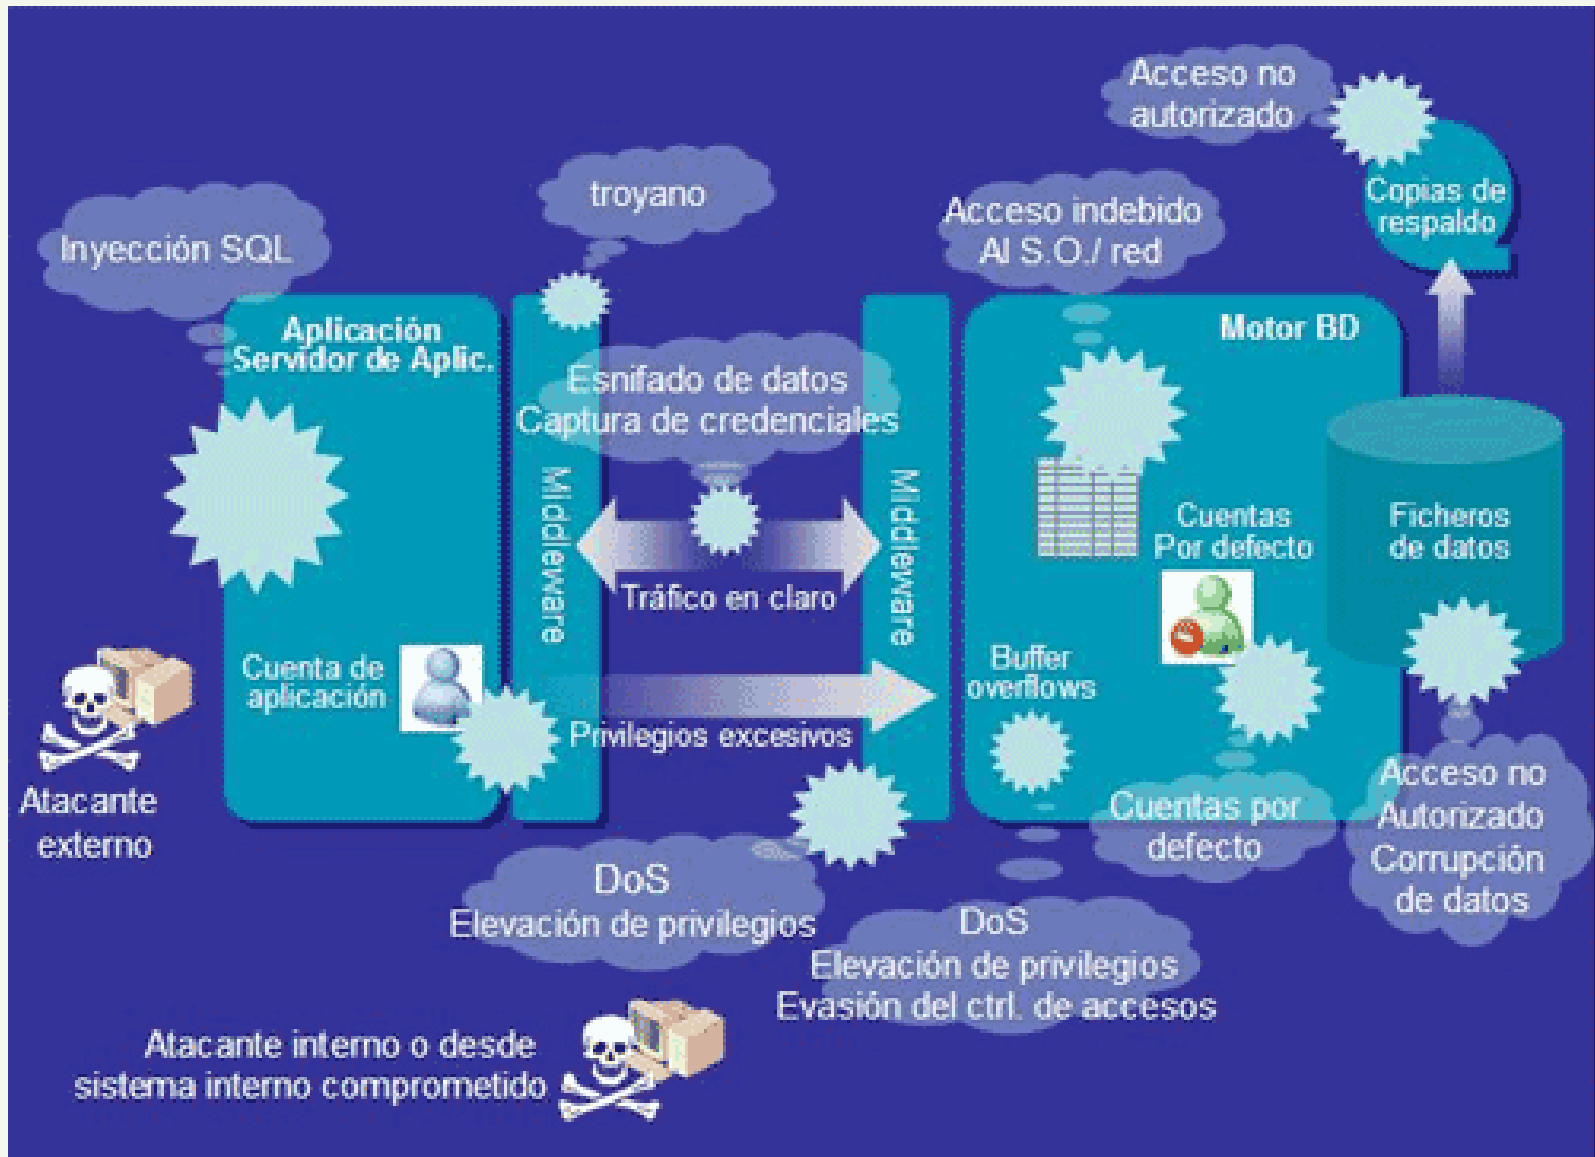 Acceso no
autorizado
Copias de
respaldo
troyano
Acceso indebido
Al S.O./ red
Inyección SQL
Aplicación
Servidor de Aplic.
Motor BD
Esnifado de datos
Captura de credenciales
Middleware
Middleware
Cuentas
Por defecto
Ficheros
de datos
Tráfico en claro
Cuenta de
aplicación
Buffer
overflows
Privilegios excesivos
Atacante
externo
Cuentas por
defecto
Acceso no
Autorizado
Corrupción
de datos
DoS
Elevación de privilegios
DoS
Elevación de privilegios
Evasión del ctrl. de accesos
Atacante interno o desde
sistema interno comprometido